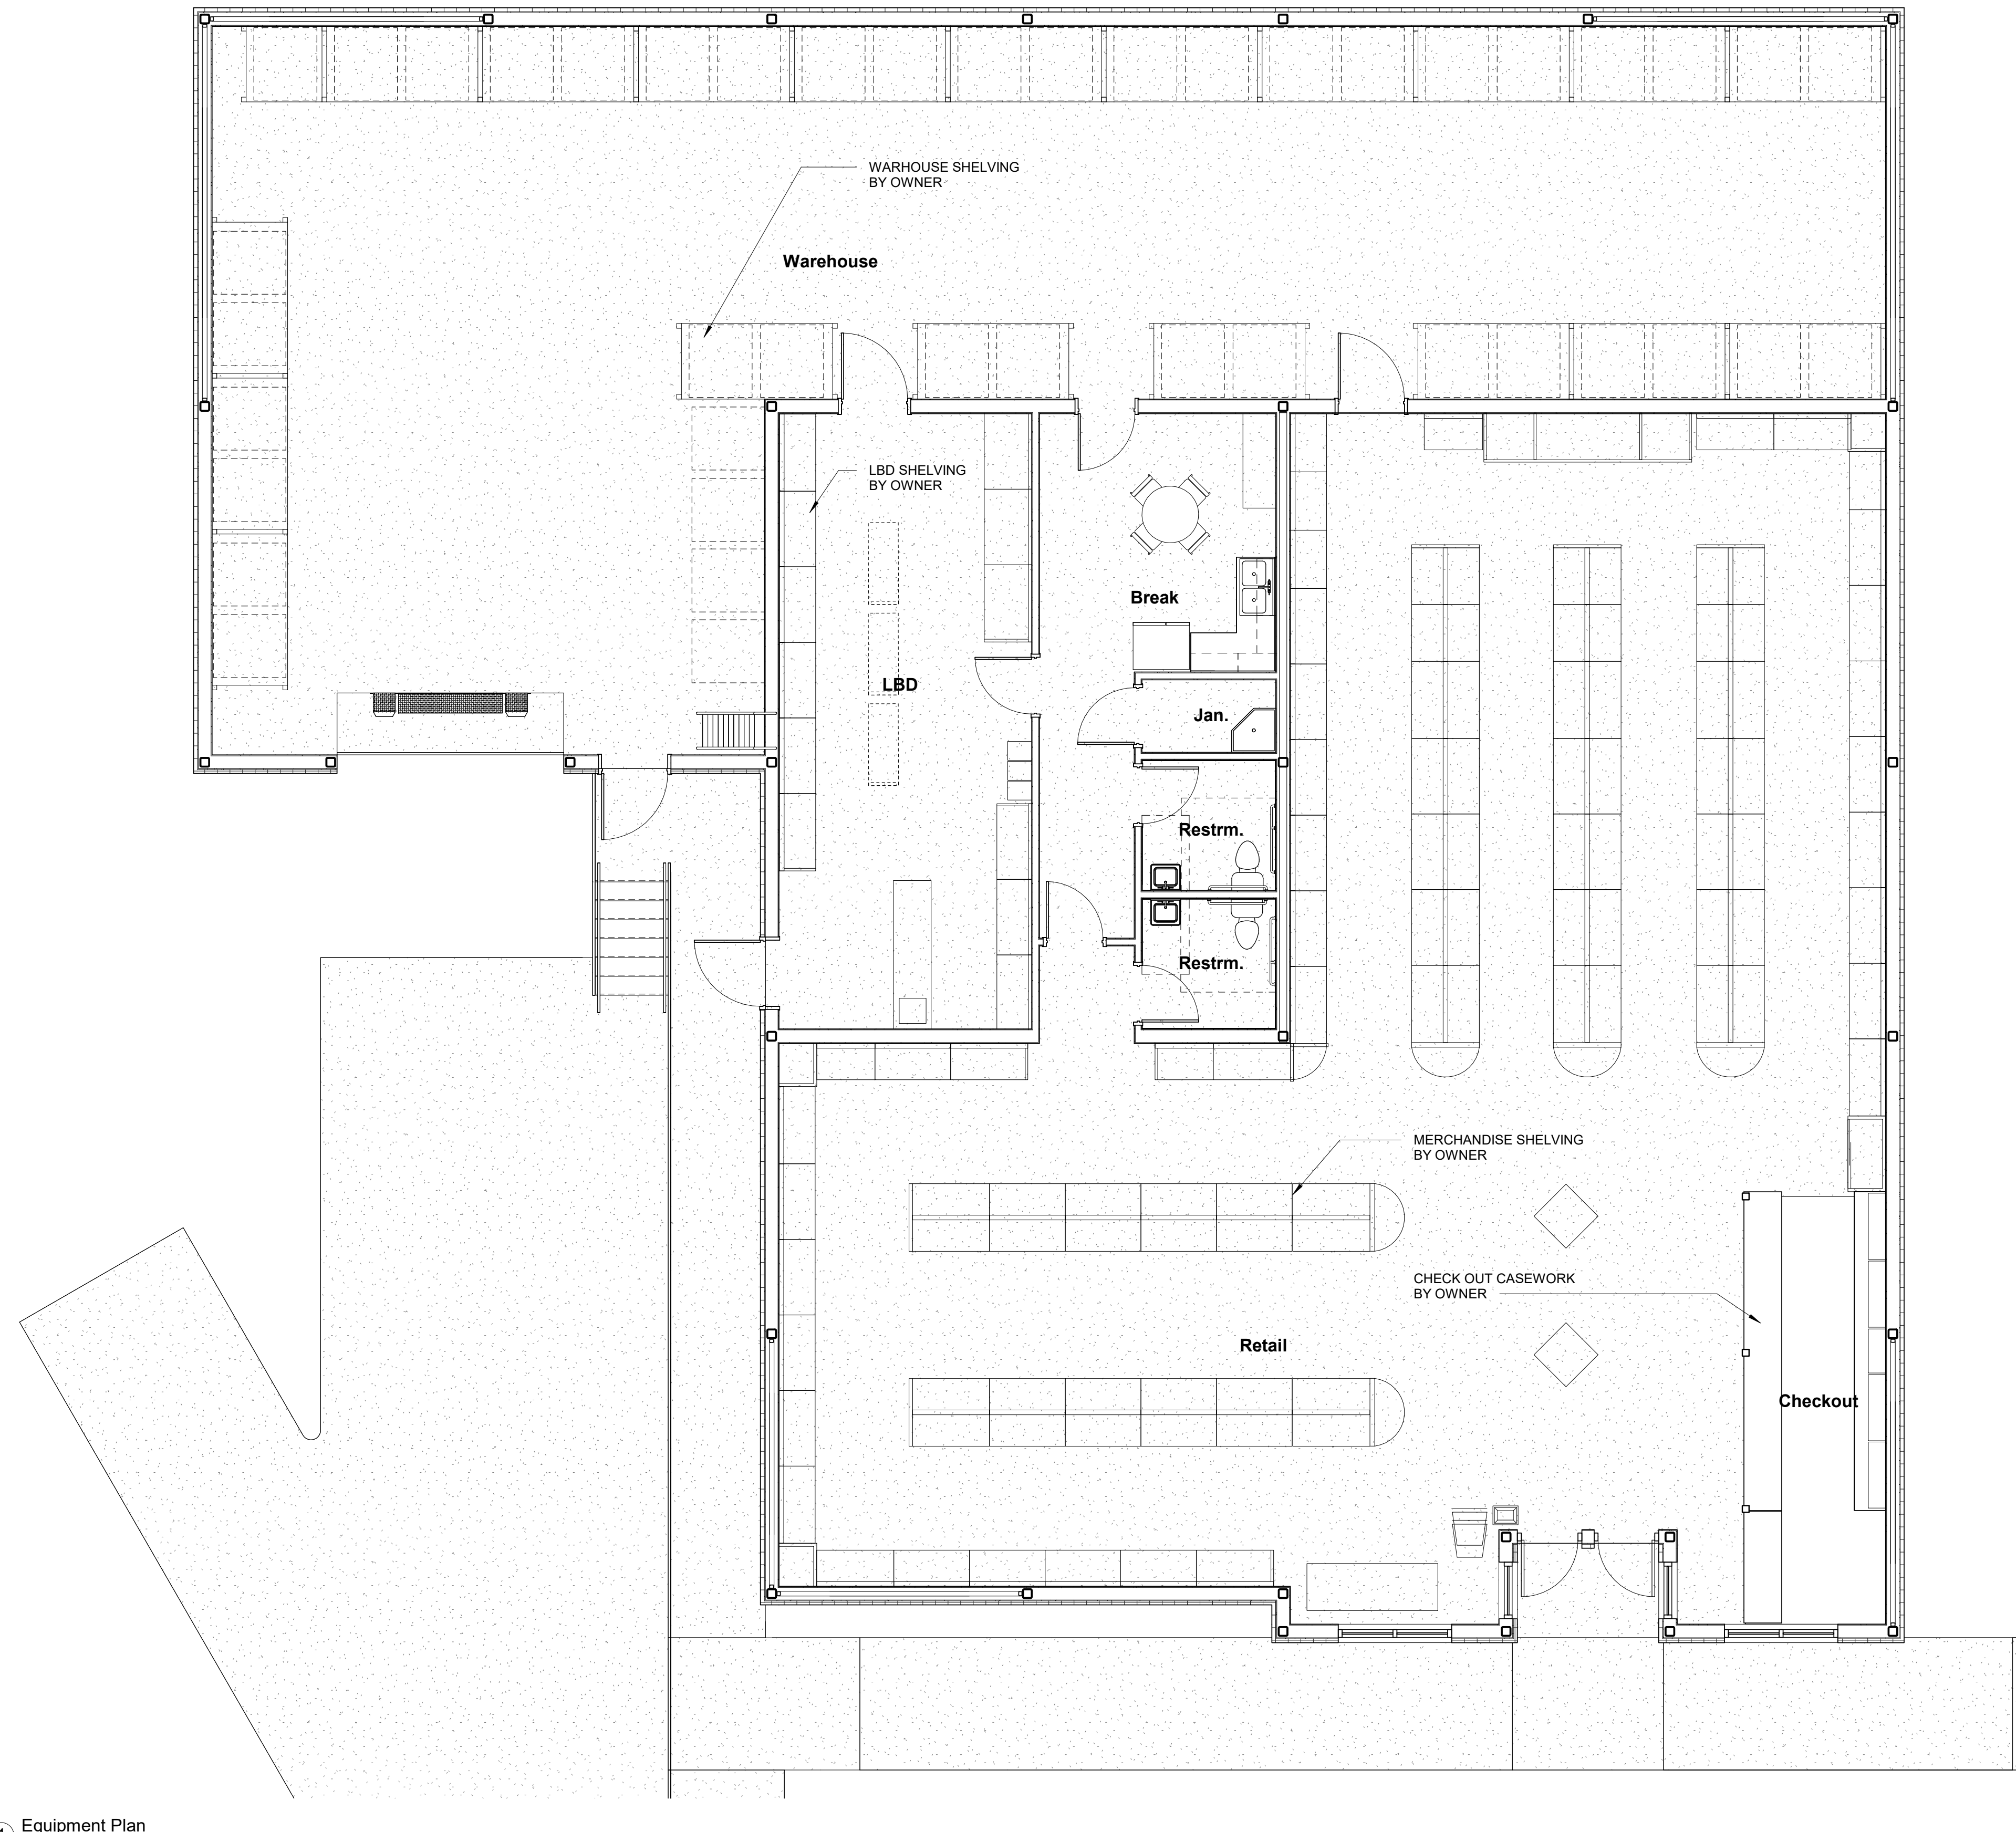 WARHOUSE SHELVING
BY OWNER
Warehouse
LBD SHELVING
BY OWNER
Break
LBD
Jan.
Restrm.
Restrm.
MERCHANDISE SHELVING
BY OWNER
CHECK OUT CASEWORK
BY OWNER
Retail
Checkout
Equipment Plan